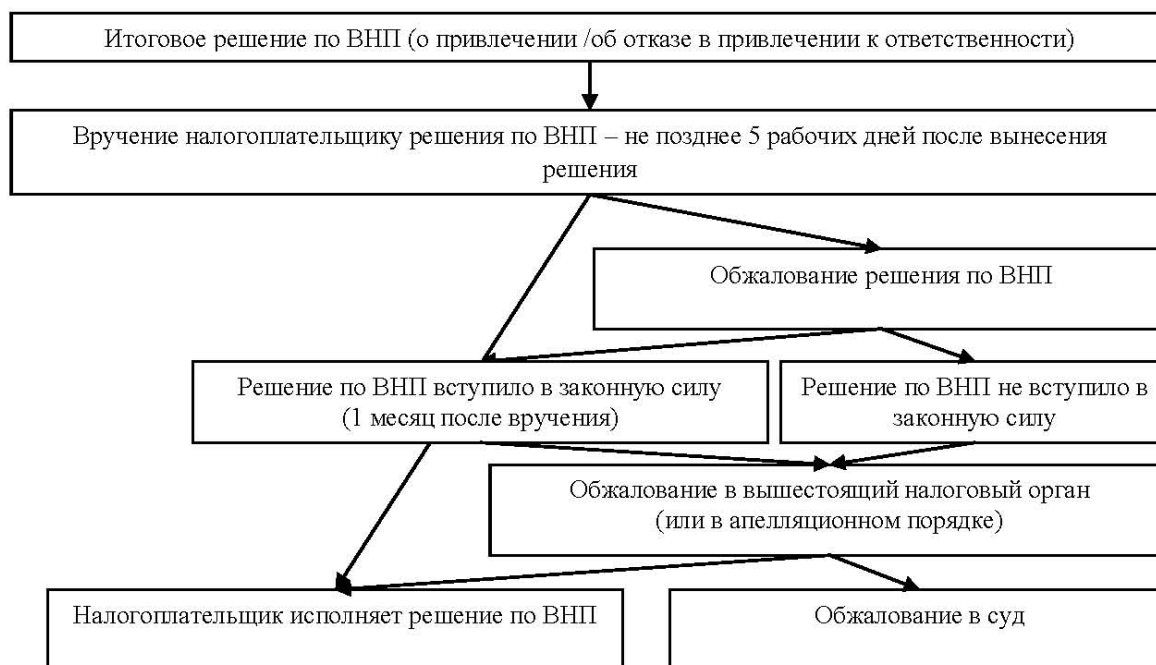 Итоговое решение по ВНП (о привлечении /об отказе в привлечении к ответственности)
Вручение налогоплательщику решения по ВНП – не позднее 5 рабочих дней после вынесения
решения
Обжалование решения по ВНП
Решение по ВНП вступило в законную силу
(1 месяц после вручения)
Решение по ВНП не вступило в
законную силу
Обжалование в вышестоящий налоговый орган
(или в апелляционном порядке)
Налогоплательщик исполняет решение по ВНП
Обжалование в суд